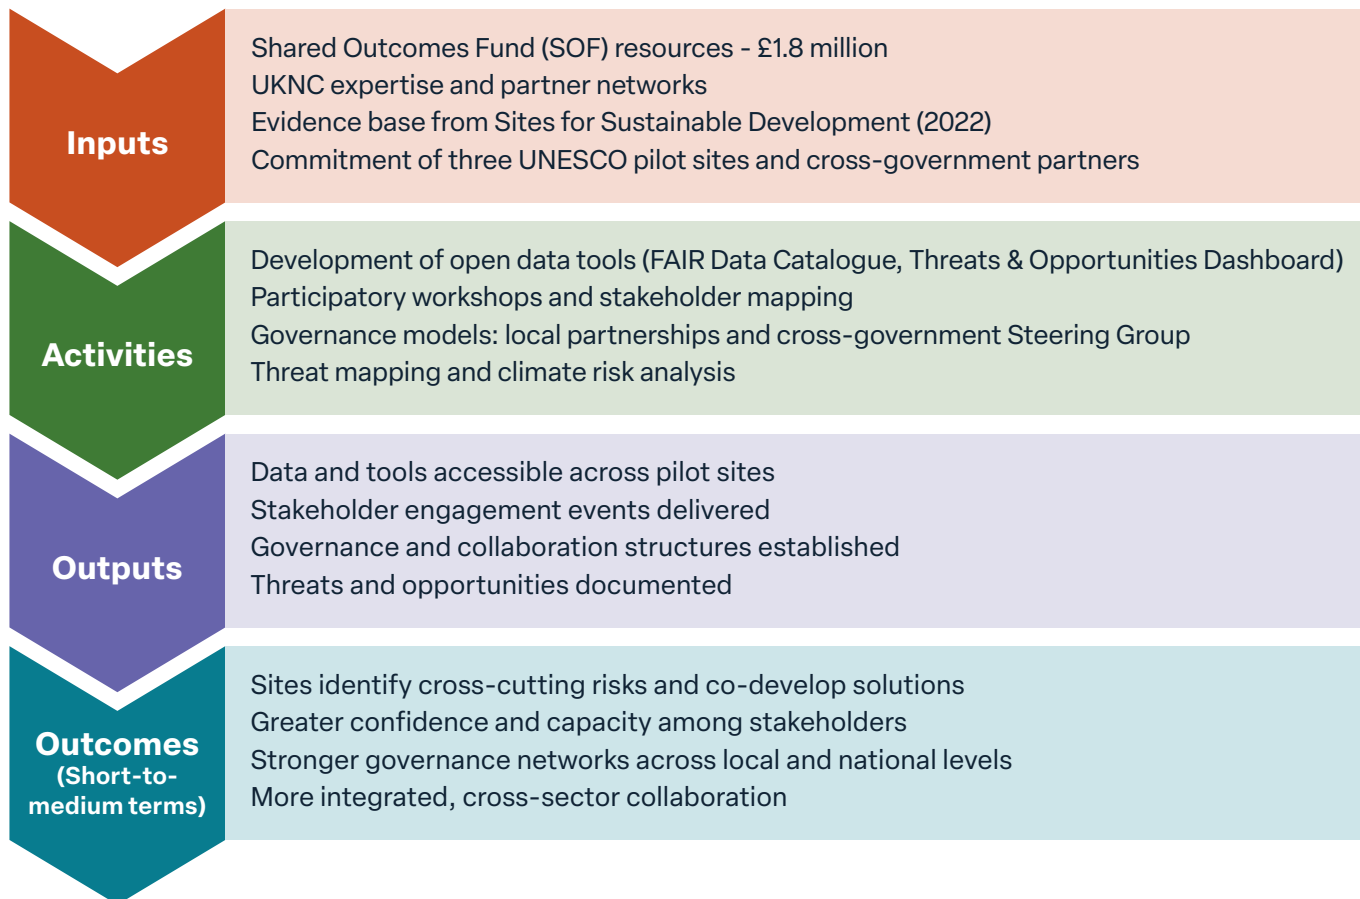 Inputs
Shared Outcomes Fund (SOF) resources - £1.8 million
UKNC expertise and partner networks
Evidence base from Sites for Sustainable Development (2022)
Commitment of three UNESCO pilot sites and cross-government partners
Activities
Development of open data tools (FAIR Data Catalogue, Threats & Opportunities Dashboard)
Participatory workshops and stakeholder mapping
Governance models: local partnerships and cross-government Steering Group
Threat mapping and climate risk analysis
Outputs
Data and tools accessible across pilot sites
Stakeholder engagement events delivered
Governance and collaboration structures established
Threats and opportunities documented
Outcomes
(Short-to-
medium terms)
Sites identify cross-cutting risks and co-develop solutions
Greater confidence and capacity among stakeholders
Stronger governance networks across local and national levels
More integrated, cross-sector collaboration